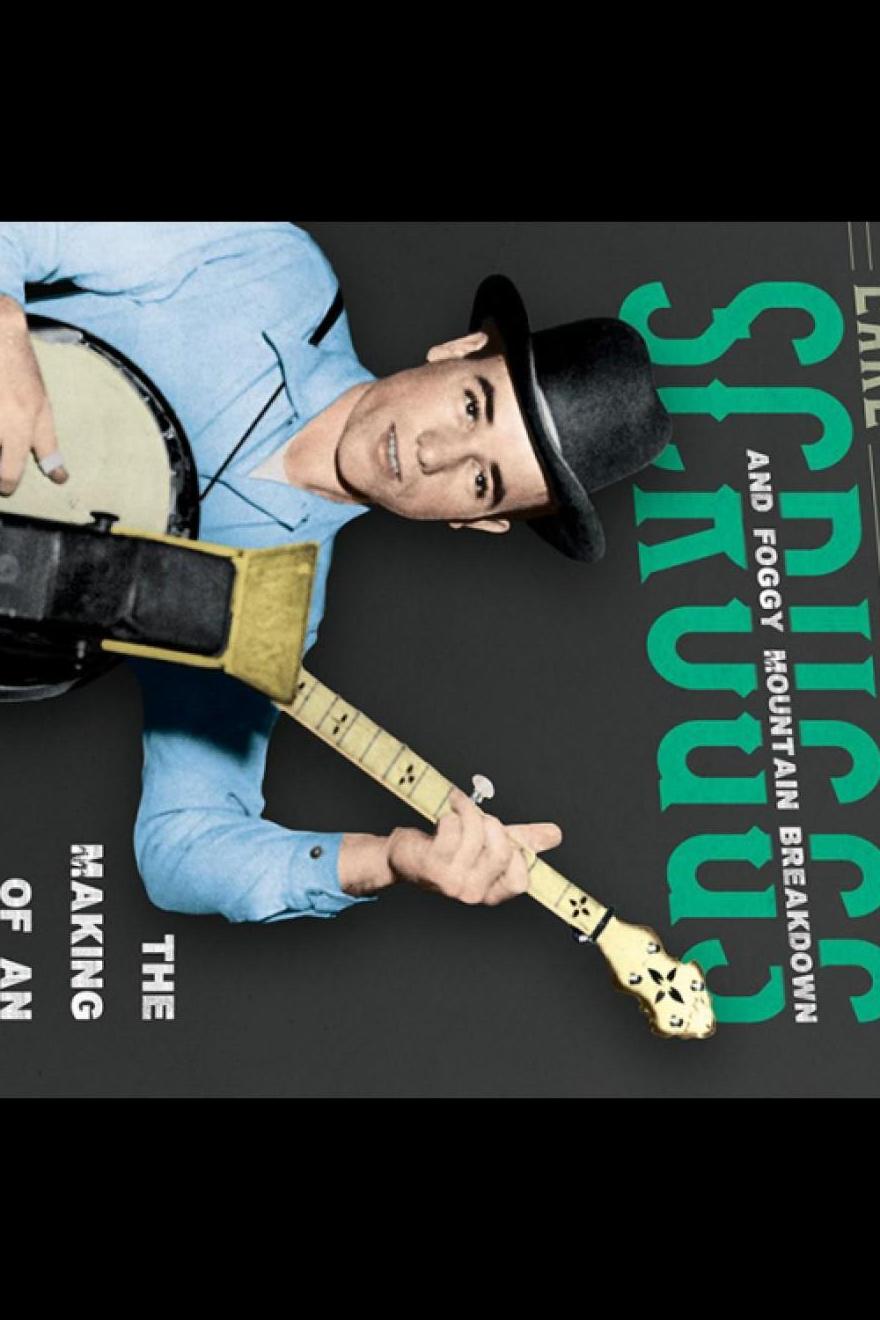 EARL
SCRUGGS
AND FOGGY MOUNTAIN BREAKDOWN
THE
MAKING
OF AN